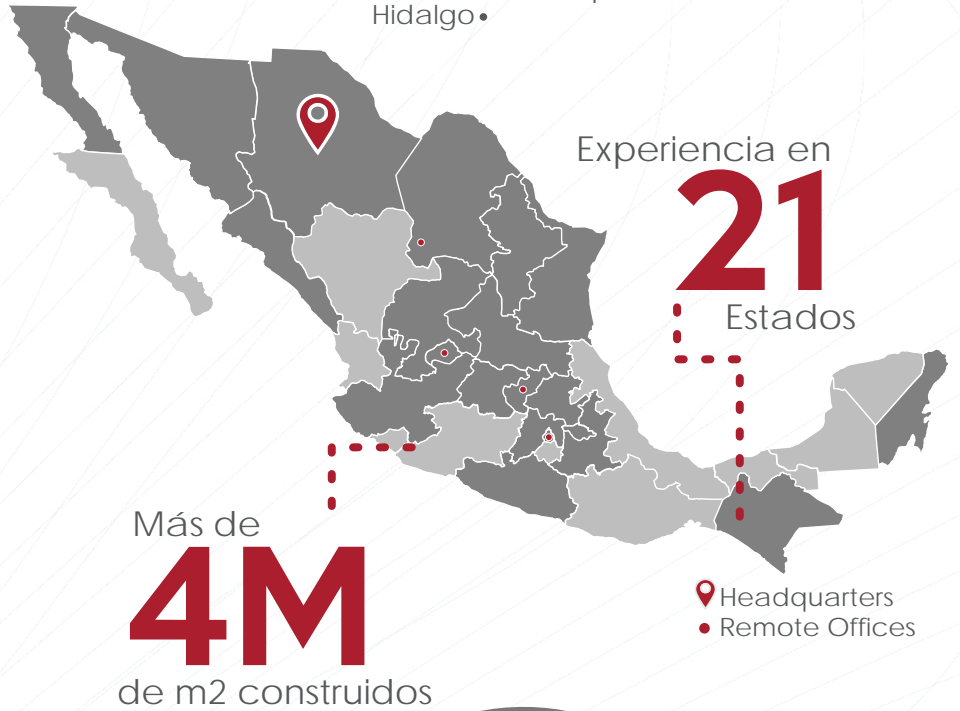 Hidalgo•
Experiencia en
21
Estados
Más de
4M
de m2 construidos
Headquarters
Remote Offices